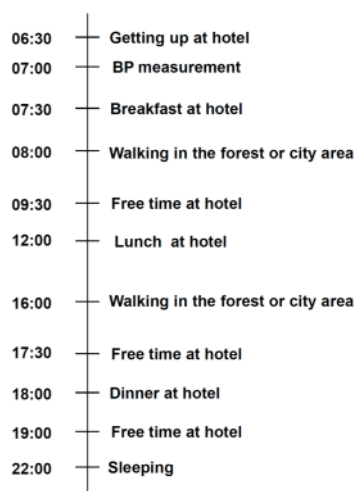 06:30 Getting up at hotel
07:00 BP measurement
07:30 Breakfast at hotel
08:00 Walking in the forest or city area
09:30 Free time at hotel
12:00 Lunch at hotel
16:00 Walking in the forest or city area
17:30 Free time at hotel
18:00 Dinner at hotel
19:00 Free time at hotel
22:00 Sleeping